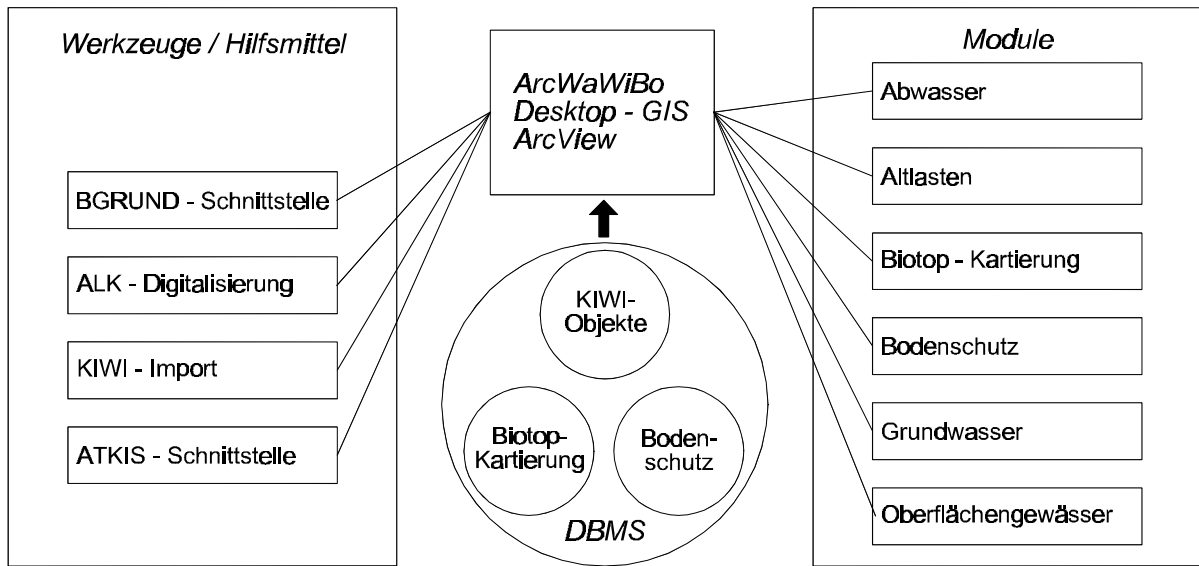 Werkzeuge / Hilfsmittel
BGRUND - Schnittstelle
ALK - Digitalisierung
KIWI - Import
ATKIS - Schnittstelle
ArcWaWiBo
Desktop - GIS
ArcView
KIWI-
Objekte
Biotop-
Kartierung
Boden-
schutz
DBMS
Module
Abwasser
Altlasten
Biotop - Kartierung
Bodenschutz
Grundwasser
Oberflächengewässer